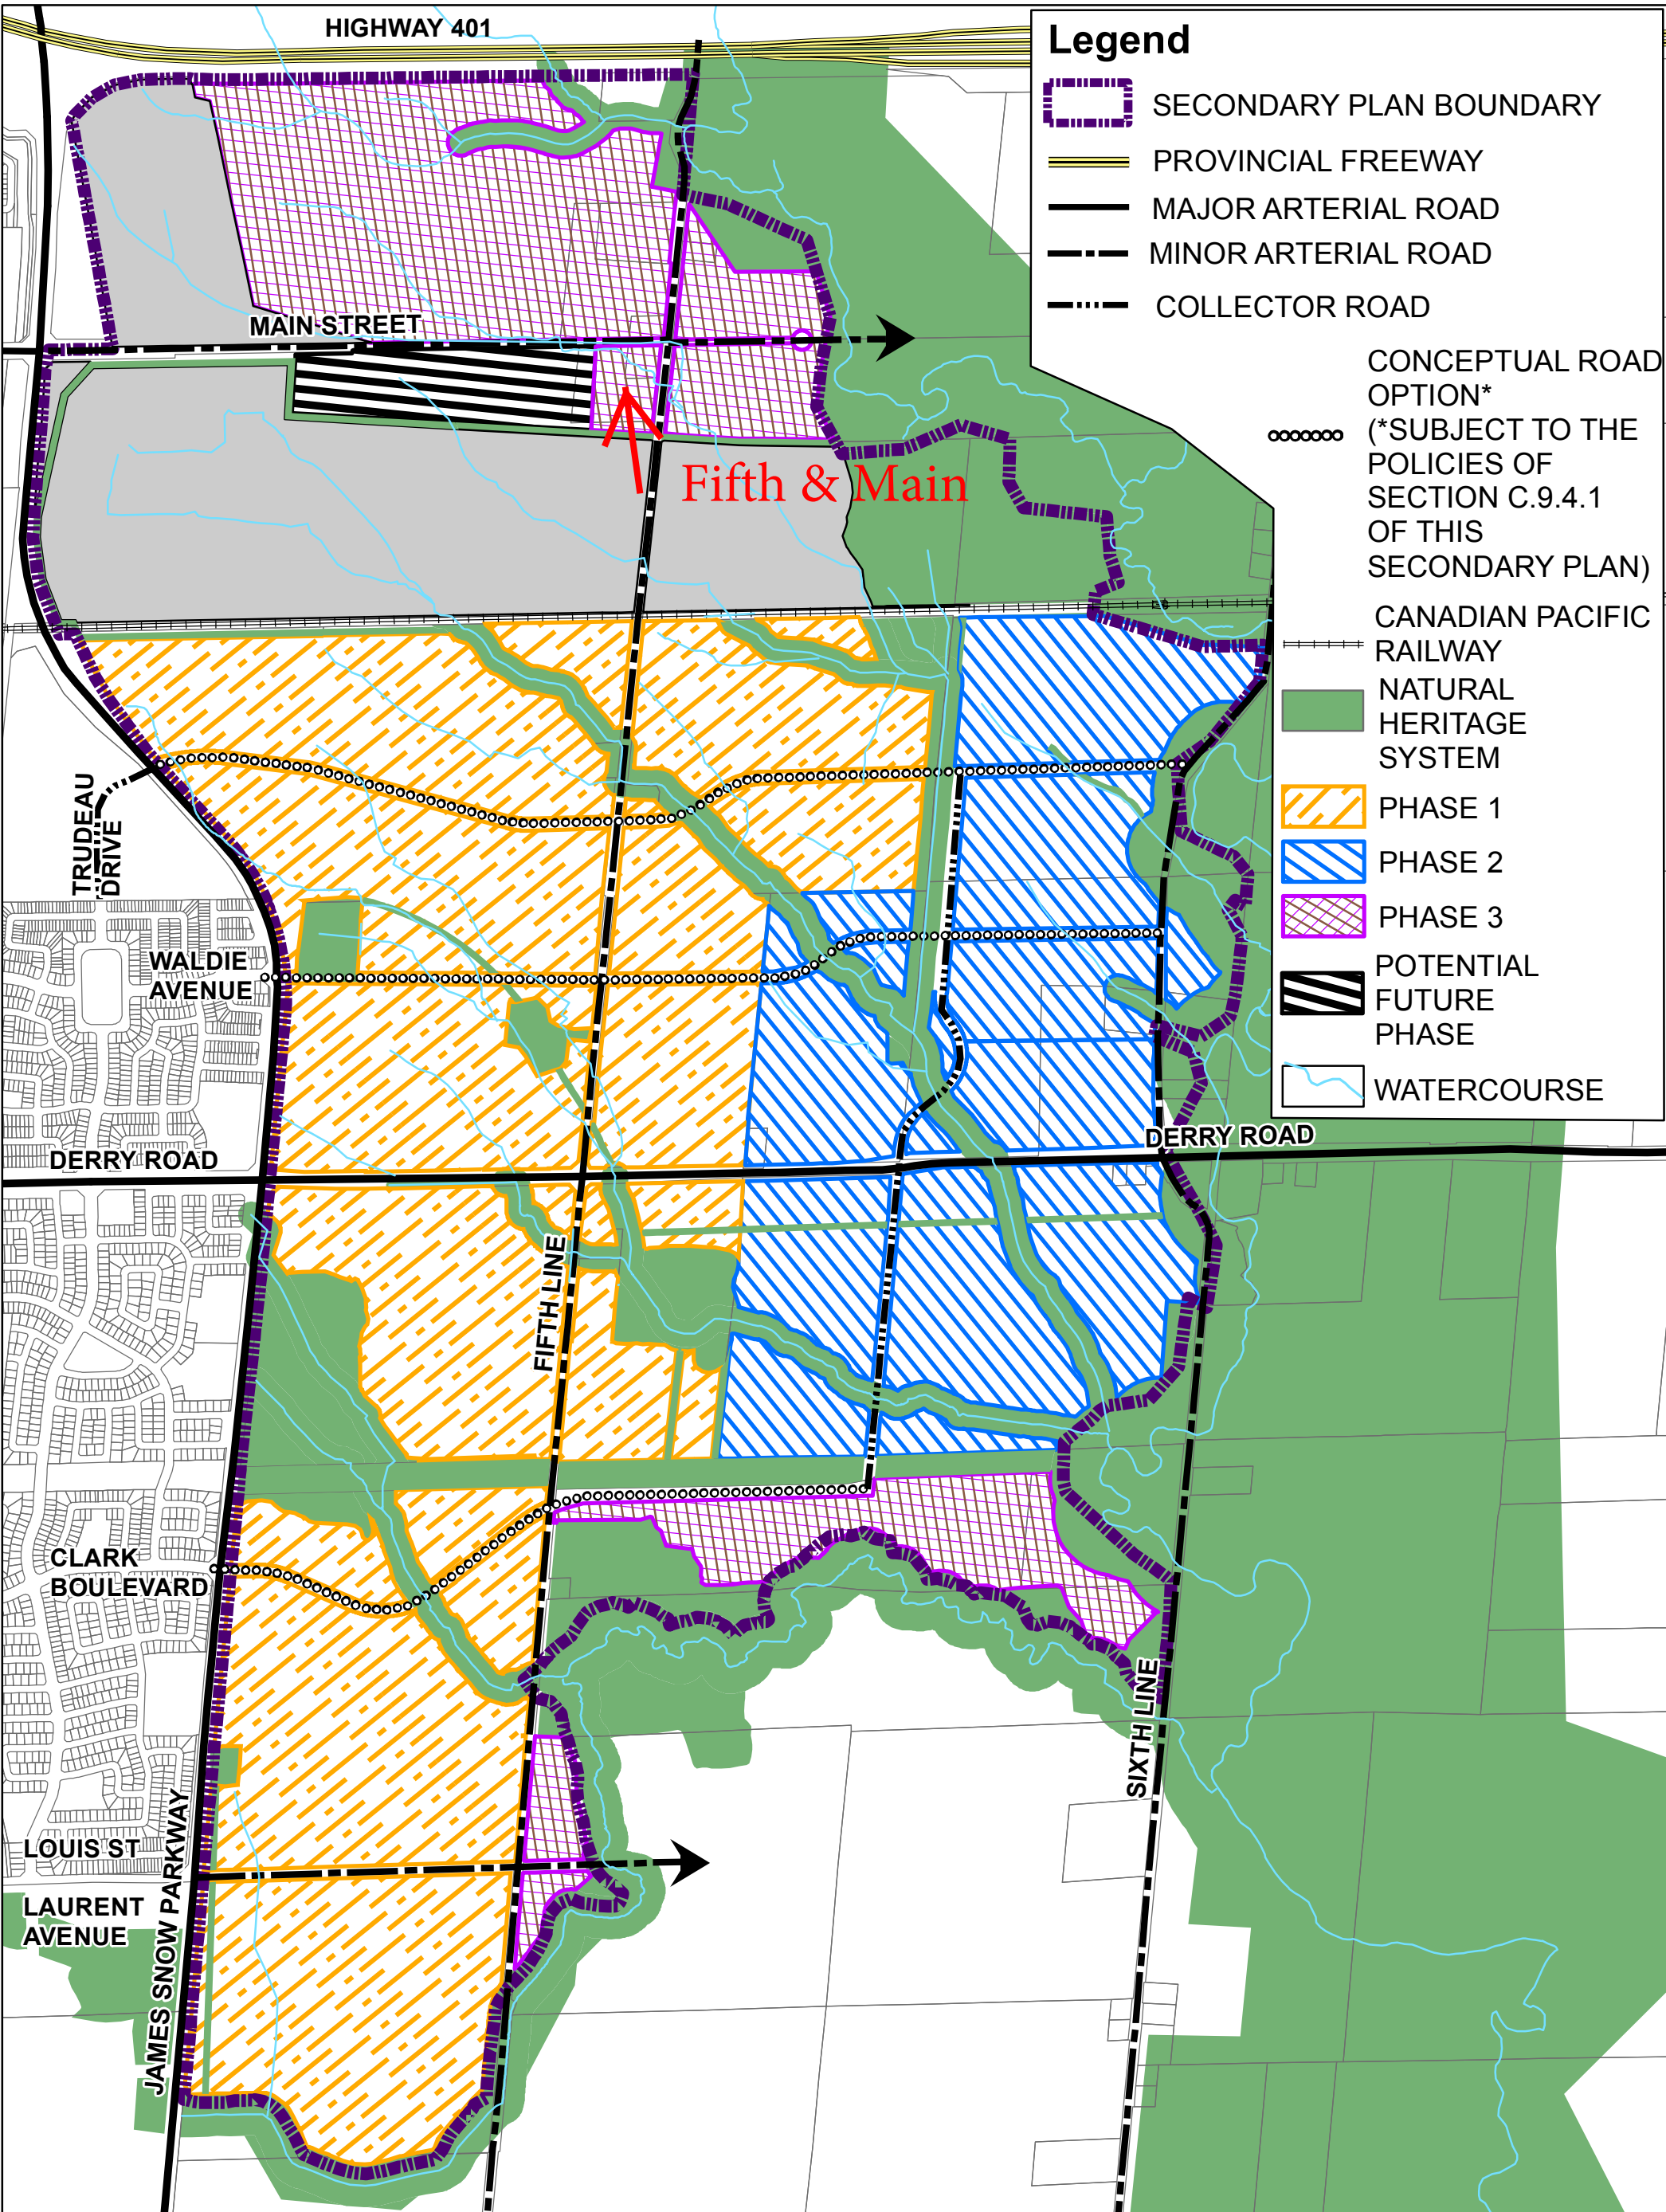 HIGHWAY 401
Legend
SECONDARY PLAN BOUNDARY
PROVINCIAL FREEWAY
MAJOR ARTERIAL ROAD
MINOR ARTERIAL ROAD
COLLECTOR ROAD
CONCEPTUAL ROAD
OPTION*
(*SUBJECT TO THE
POLICIES OF
SECTION C.9.4.1
OF THIS
SECONDARY PLAN)
CANADIAN PACIFIC
RAILWAY
NATURAL
HERITAGE
SYSTEM
PHASE 1
PHASE 2
PHASE 3
POTENTIAL
FUTURE
PHASE
WATERCOURSE
MAIN STREET
Fifth & Main
TRUDEAU
DRIVE
WALDIE
AVENUE
DERRY ROAD
DERRY ROAD
FIFTH LINE
CLARK
BOULEVARD
SIXTH LINE
JAMES SNOW PARKWAY
LOUIS ST
LAURENT
AVENUE